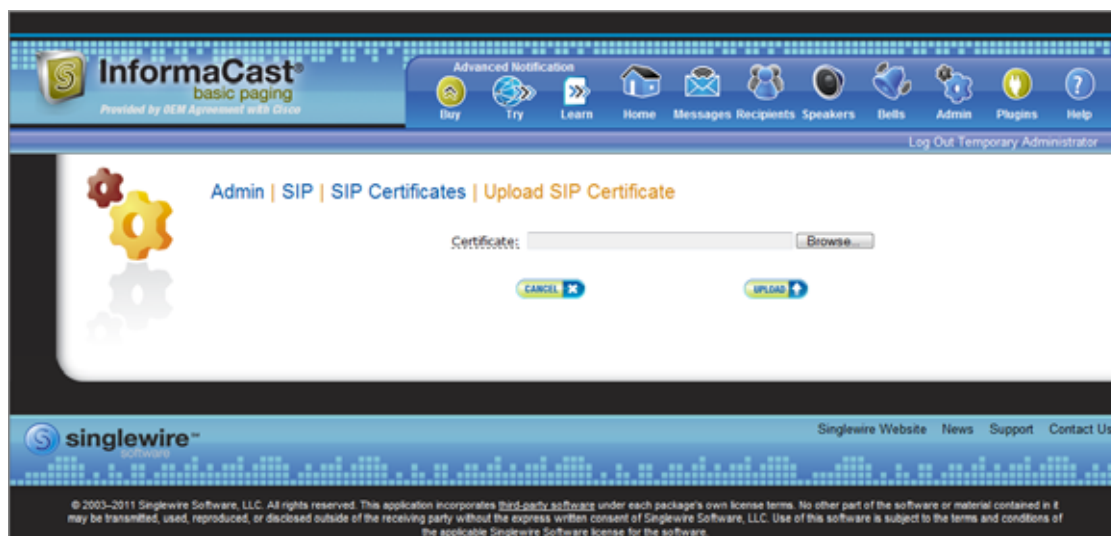 InformaCast®
basic paging
Provided by OEM Agreement with Cisco
Advanced Notification
Buy Try Learn Home Messages Recipients Speakers Bells Admin Plugins Help
Log Out Temporary Administrator
Admin | SIP | SIP Certificates | Upload SIP Certificate
Certificate: Browse...
CANCEL UPLOAD
singlewire™
software
Singlewire Website News Support Contact Us
© 2003–2011 Singlewire Software, LLC. All rights reserved. This application incorporates third-party software under each package's own license terms. No other part of the software or material contained in it
may be transmitted, used, reproduced, or disclosed outside of the receiving party without the express written consent of Singlewire Software, LLC. Use of this software is subject to the terms and conditions of
the applicable Singlewire Software license for the software.